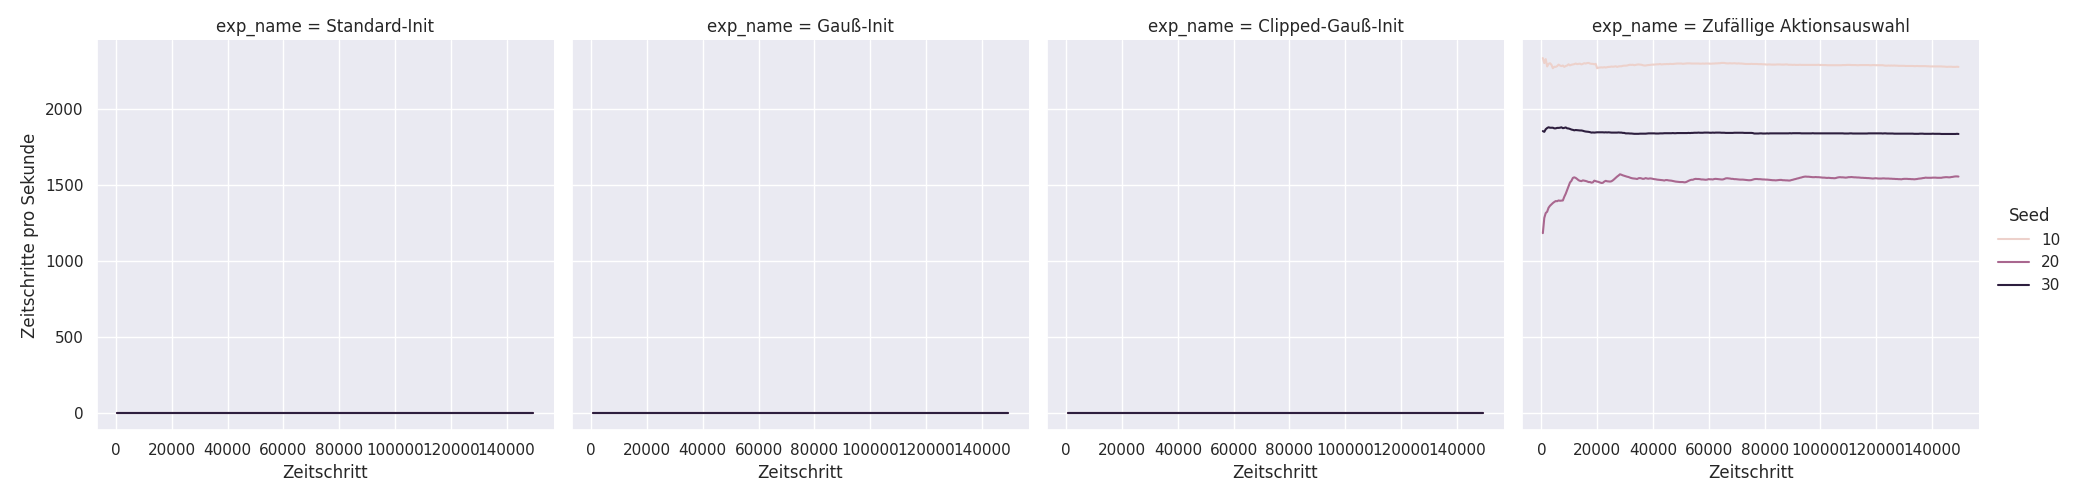 exp_name = Standard-Init
exp_name = Gauß-Init
exp_name = Clipped-Gauß-Init
exp_name = Zufällige Aktionsauswahl
Zeitschritte pro Sekunde
2000
1500
1000
500
0
0 20000 40000 60000 80000 100000 120000 140000
Zeitschritt
0 20000 40000 60000 80000 100000 120000 140000
Zeitschritt
0 20000 40000 60000 80000 100000 120000 140000
Zeitschritt
0 20000 40000 60000 80000 100000 120000 140000
Zeitschritt
Seed
10
20
30